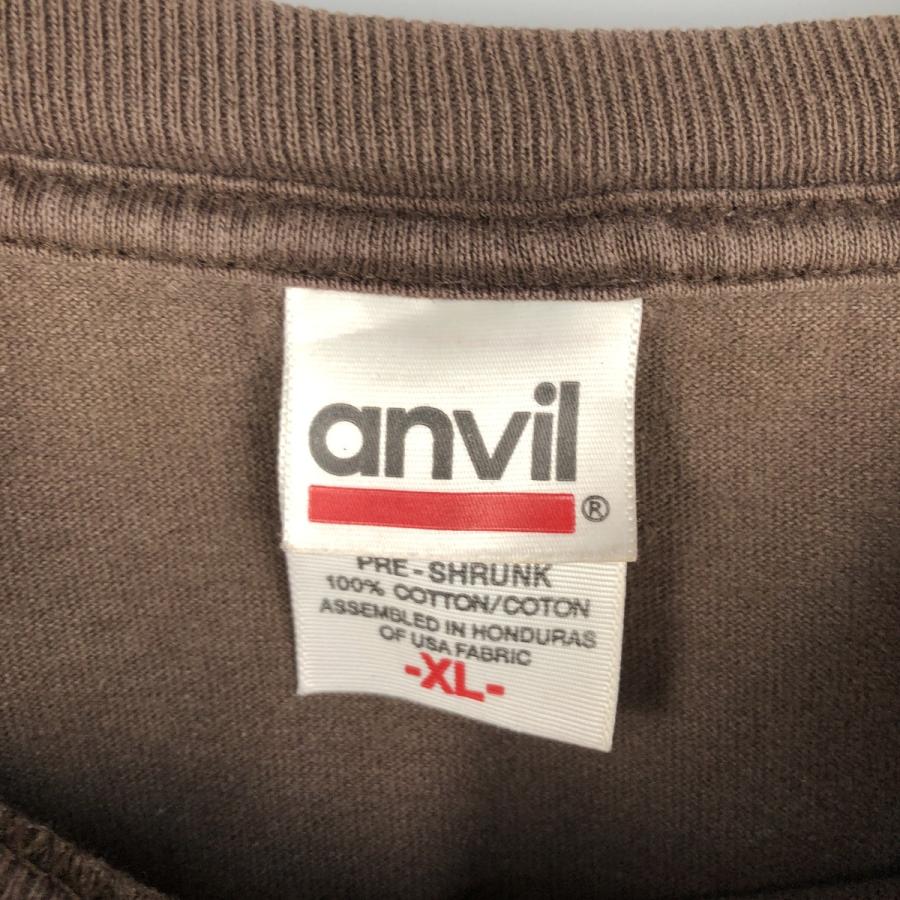 anvil
®
PRE-SHRUNK
100% COTTON/COTON
ASSEMBLED IN HONDURAS
OF USA FABRIC
-XL-